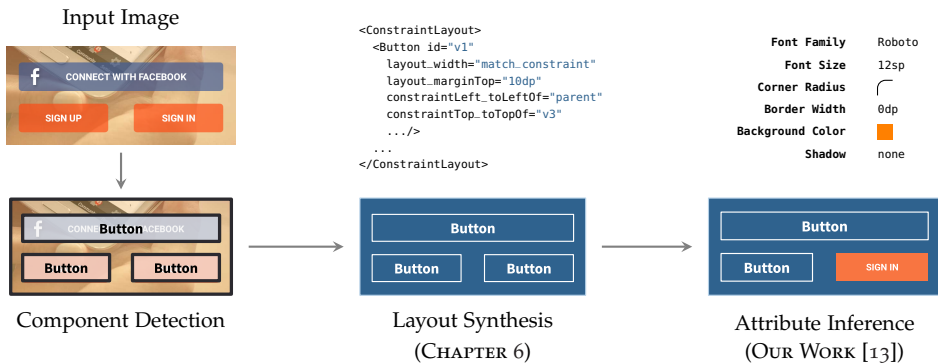 Input Image
f CONNECT WITH FACEBOOK
SIGN UP SIGN IN
Button
Button Button
Component Detection
<ConstraintLayout>
<Button id="v1"
layout_width="match_constraint"
layout_marginTop="10dp"
constraintLeft_toLeftOf="parent"
constraintTop_toTopOf="v3"
.../>
...
</ConstraintLayout>
Button
Button Button
Layout Synthesis
(CHAPTER 6)
Font Family Roboto
Font Size 12sp
Corner Radius
Border Width 0dp
Background Color
Shadow none
Button
Button SIGN IN
Attribute Inference
(OUR WORK [13])